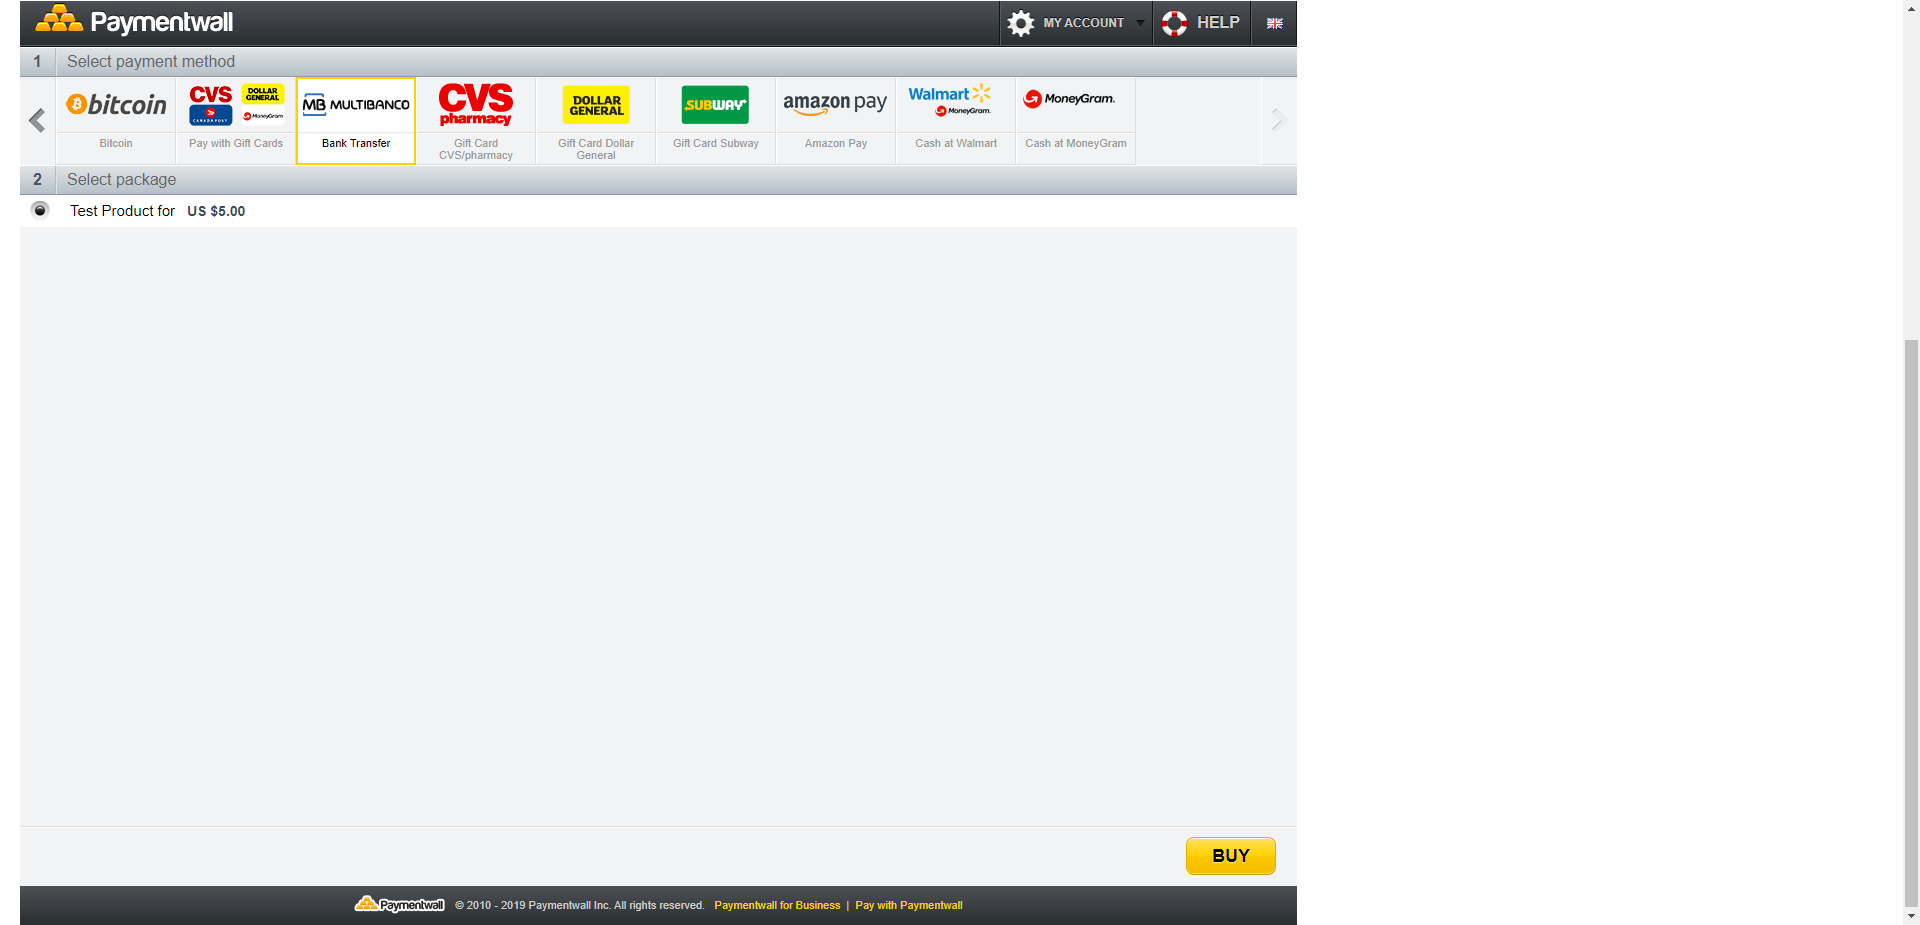 Paymentwall
MY ACCOUNT
HELP
1 Select payment method
bitcoin
Bitcoin
CVS
DOLLAR GENERAL
CANADA POST
MoneyGram
Pay with Gift Cards
MB MULTIBANCO
Bank Transfer
CVS
pharmacy
Gift Card
CVS/pharmacy
DOLLAR
GENERAL
Gift Card Dollar
General
SUBWAY
Gift Card Subway
amazon pay
Amazon Pay
Walmart
MoneyGram.
Cash at Walmart
MoneyGram.
Cash at MoneyGram
2 Select package
Test Product for US $5.00
BUY
Paymentwall © 2010 - 2019 Paymentwall Inc. All rights reserved. Paymentwall for Business | Pay with Paymentwall